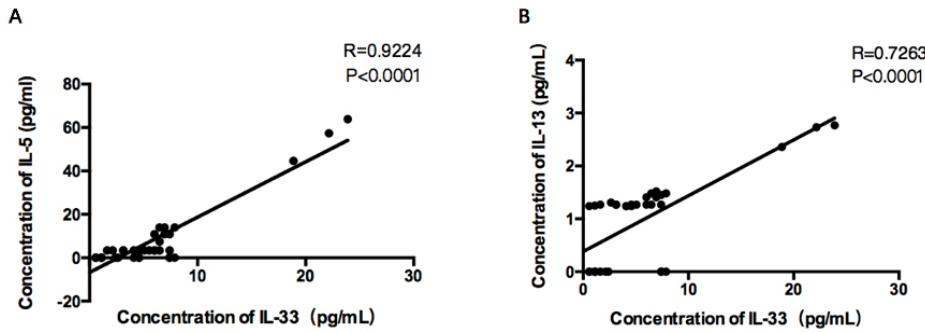 A
R=0.9224
P<0.0001
Concentration of IL-5 (pg/ml)
80
60
40
20
0
-20
10
20
30
Concentration of IL-33 (pg/mL)
B
R=0.7263
P<0.0001
Concentration of IL-13 (pg/mL)
4
3
2
1
0
0
10
20
30
Concentration of IL-33 (pg/mL)